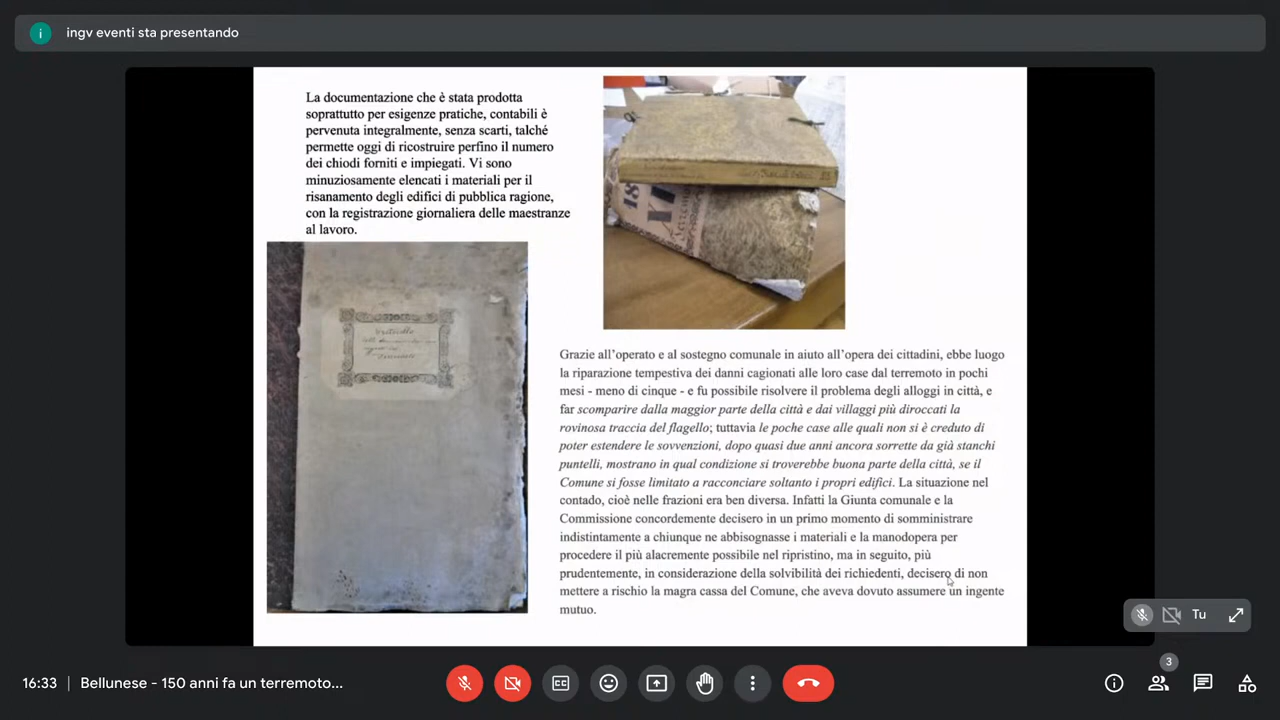 ingv eventi sta presentando
La documentazione che è stata prodotta
soprattutto per esigenze pratiche, contabili è
pervenuta integralmente, senza scarti, talché
permette oggi di ricostruire perfino il numero
dei chiodi forniti e impiegati. Vi sono
minuziosamente elencati i materiali per il
risanamento degli edifici di pubblica ragione,
con la registrazione giornaliera delle maestranze
al lavoro.
Grazie all'operato e al sostegno comunale in aiuto all'opera dei cittadini, ebbe luogo
la riparazione tempestiva dei danni cagionati alle loro case dal terremoto in pochi
mesi - meno di cinque - e fu possibile risolvere il problema degli alloggi in città, e
far scomparire dalla maggior parte della città e dai villaggi più diroccati la
rovinosa traccia del flagello; tuttavia le poche case alle quali non si è creduto di
poter estendere le sovvenzioni, dopo quasi due anni ancora sorrette da già stanchi
puntelli, mostrano in qual condizione si troverebbe buona parte della città, se il
Comune si fosse limitato a racconciare soltanto i propri edifici. La situazione nel
contado, cioè nelle frazioni era ben diversa. Infatti la Giunta comunale e la
Commissione concordemente decisero in un primo momento di somministrare
indistintamente a chiunque ne abbisognasse i materiali e la manodopera per
procedere il più alacremente possibile nel ripristino, ma in seguito, più
prudentemente, in considerazione della solvibilità dei richiedenti, decisero di non
mettere a rischio la magra cassa del Comune, che aveva dovuto assumere un ingente
mutuo.
Tu
16:33 | Bellunese - 150 anni fa un terremoto...
3